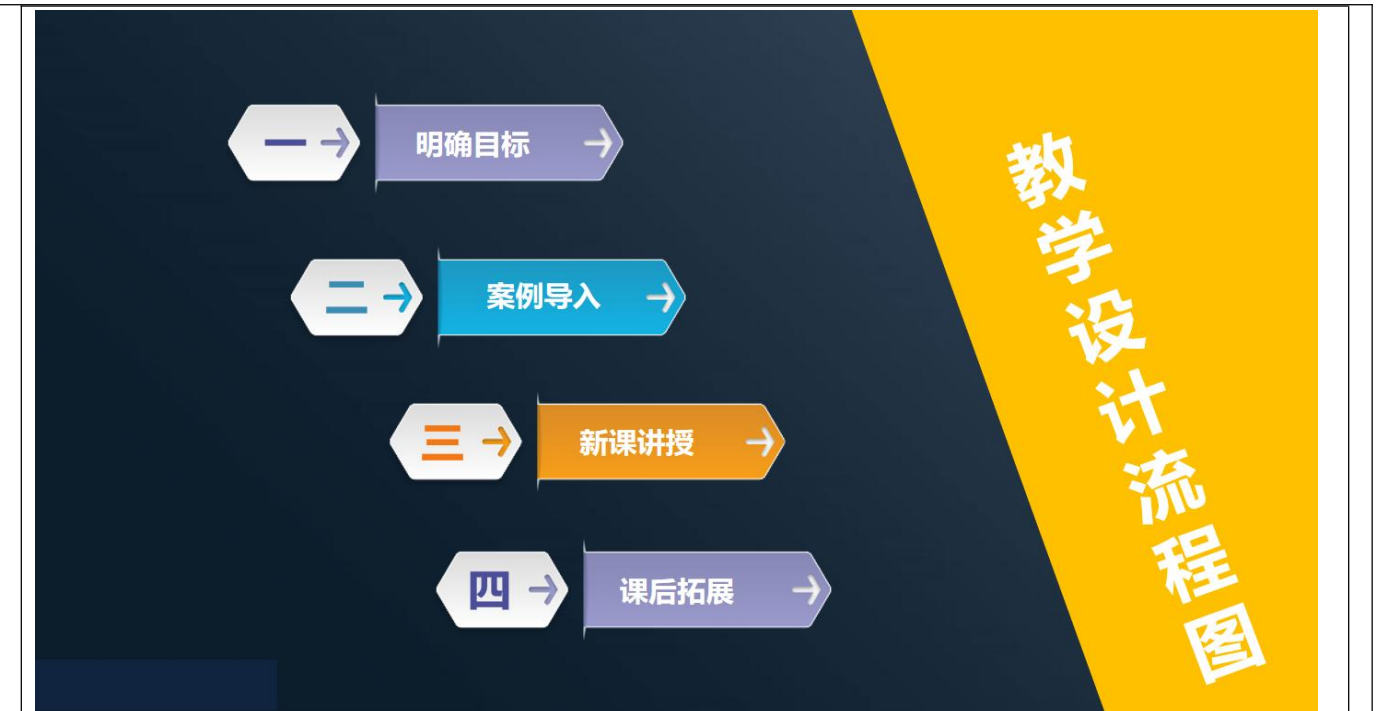 一 明确目标
二 案例导入
三 新课讲授
四 课后拓展
教学设计流程图